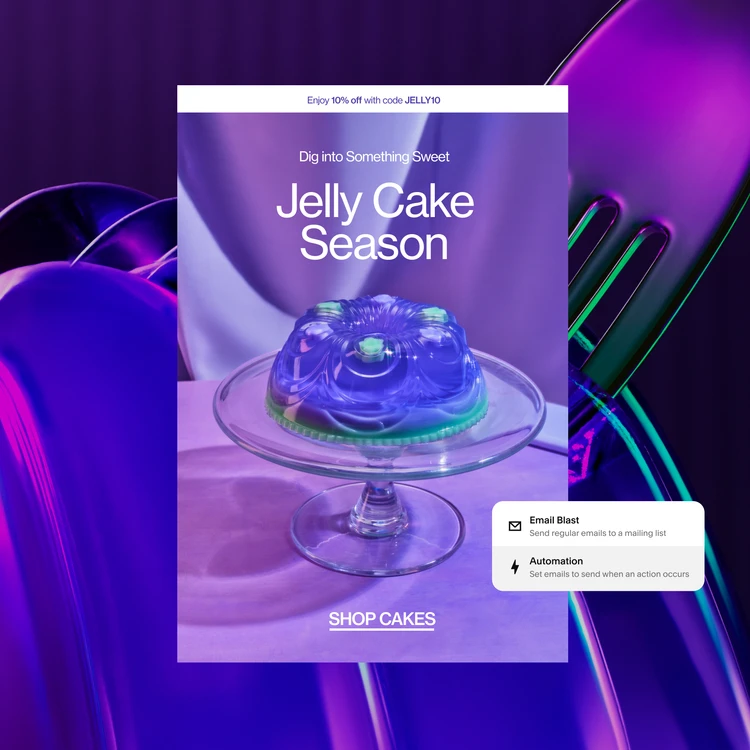 Enjoy 10% off with code JELLY10
Dig into Something Sweet
Jelly Cake
Season
SHOP CAKES
Email Blast
Send regular emails to a mailing list
Automation
Set emails to send when an action occurs